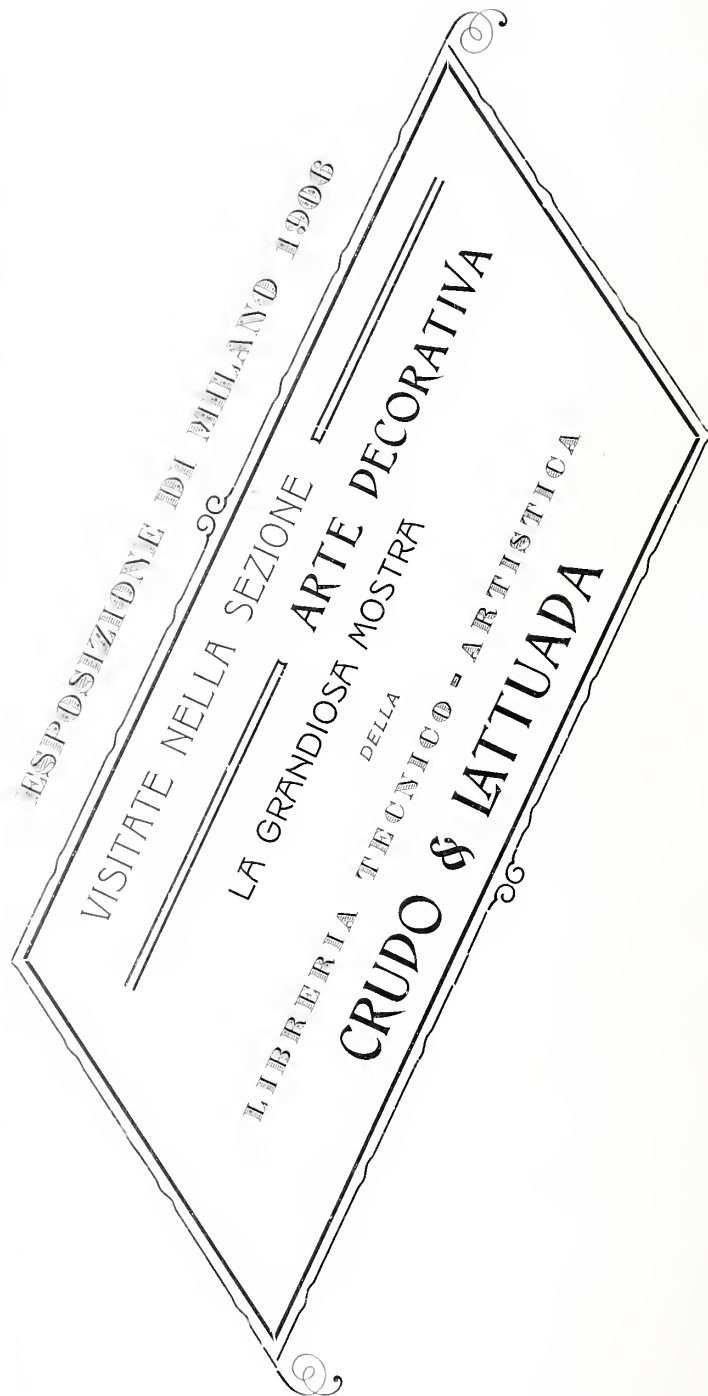 ESPOSIZIONE DI MILANO 1906
VISITATE NELLA SEZIONE
ARTE DECORATIVA
LA GRANDIOSA MOSTRA
DELLA
LIBRERIA TECNICO-ARTISTICA
CRUDO & LATTUADA